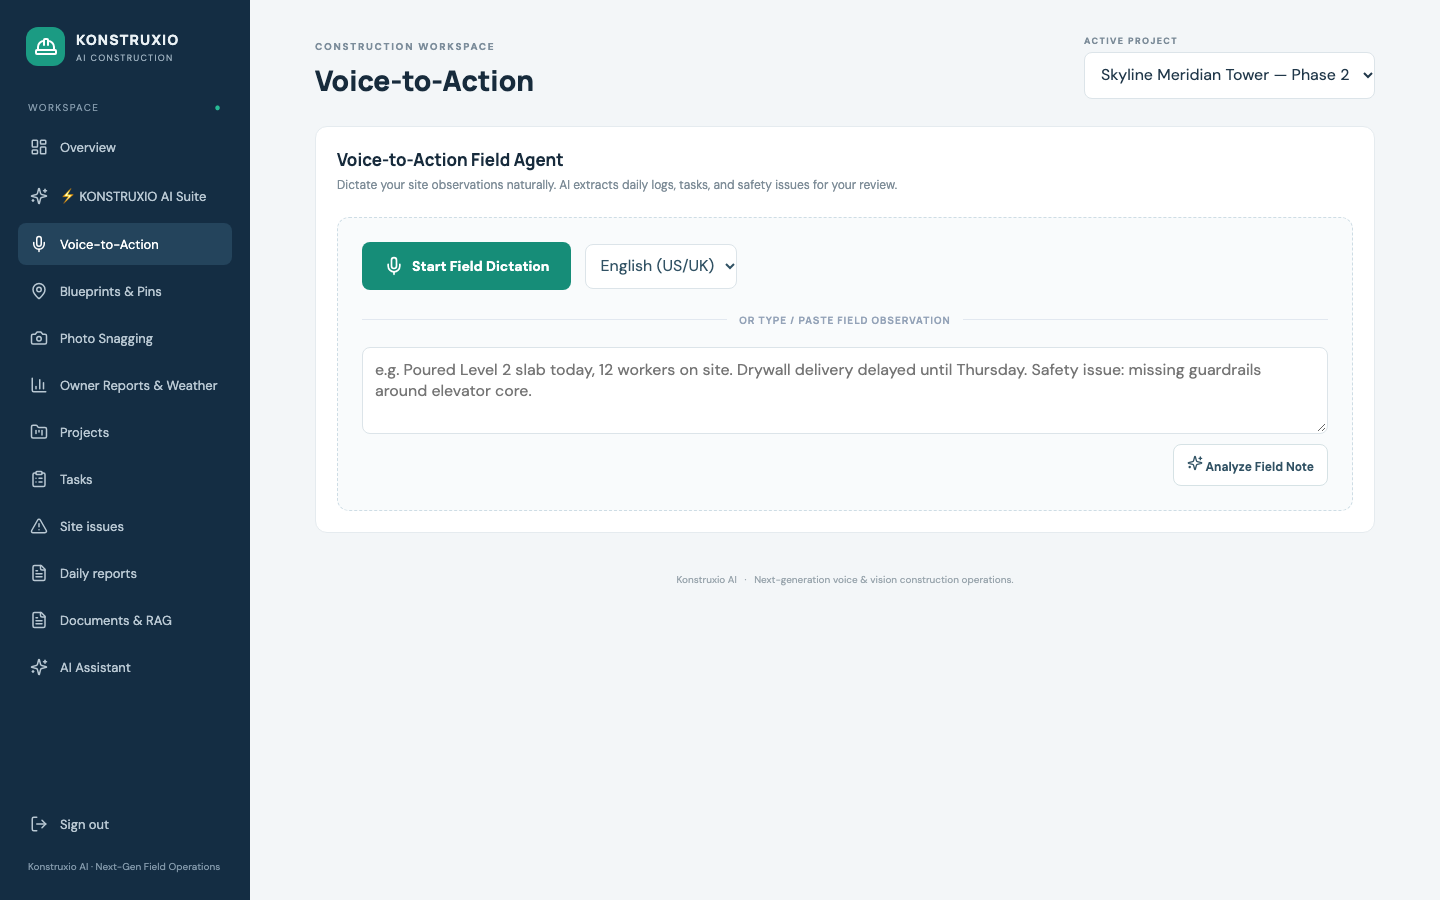 KONSTRUXIO
AI CONSTRUCTION
WORKSPACE
Overview
⚡ KONSTRUXIO AI Suite
Voice-to-Action
Blueprints & Pins
Photo Snagging
Owner Reports & Weather
Projects
Tasks
Site issues
Daily reports
Documents & RAG
AI Assistant
Sign out
Konstruxio AI · Next-Gen Field Operations
CONSTRUCTION WORKSPACE
Voice-to-Action
ACTIVE PROJECT
Skyline Meridian Tower — Phase 2
Voice-to-Action Field Agent
Dictate your site observations naturally. AI extracts daily logs, tasks, and safety issues for your review.
Start Field Dictation
English (US/UK)
OR TYPE / PASTE FIELD OBSERVATION
e.g. Poured Level 2 slab today, 12 workers on site. Drywall delivery delayed until Thursday. Safety issue: missing guardrails
around elevator core.
Analyze Field Note
Konstruxio AI · Next-generation voice & vision construction operations.